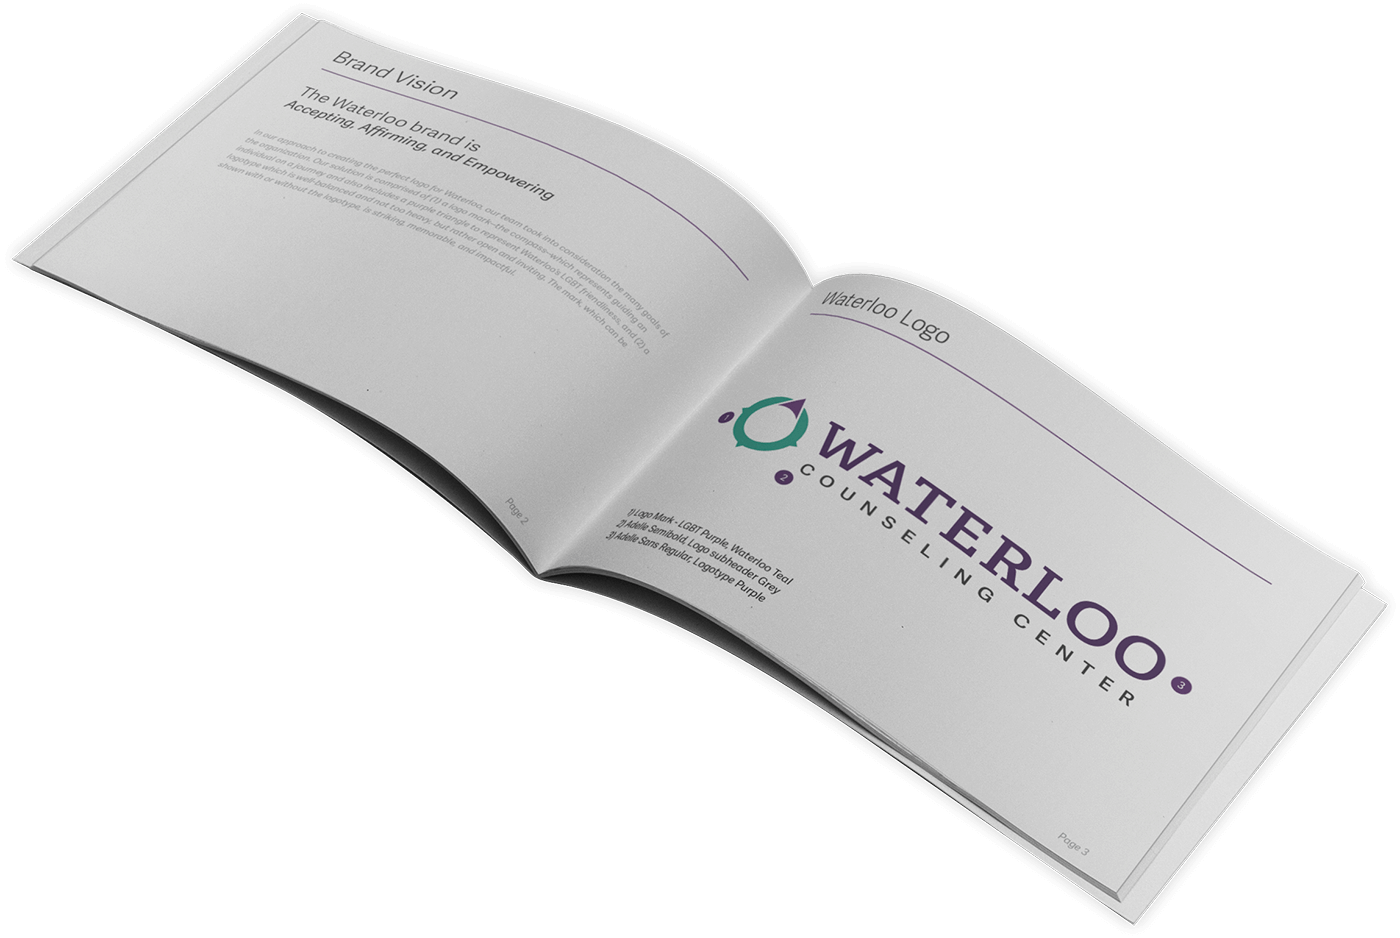 Brand Vision
The Waterloo brand is
Accepting, Affirming, and Empowering
In our approach to creating the perfect logo for Waterloo, our team took into consideration the many goals of
the organization. Our solution is comprised of (1) a logo mark—the compass—which represents guiding an
individual on a journey and also includes a purple triangle to represent Waterloo's LGBT friendliness, and (2) a
logotype which is well-balanced and not too heavy, but rather open and inviting. The mark, which can be
shown with or without the logotype, is striking, memorable, and impactful.
Page 2
Waterloo Logo
1
WATERLOO
2
COUNSELING CENTER
3
1) Logo Mark - LGBT Purple, Waterloo Teal
2) Adelle Semibold, Logo subheader Grey
3) Adelle Sans Regular, Logotype Purple
Page 3